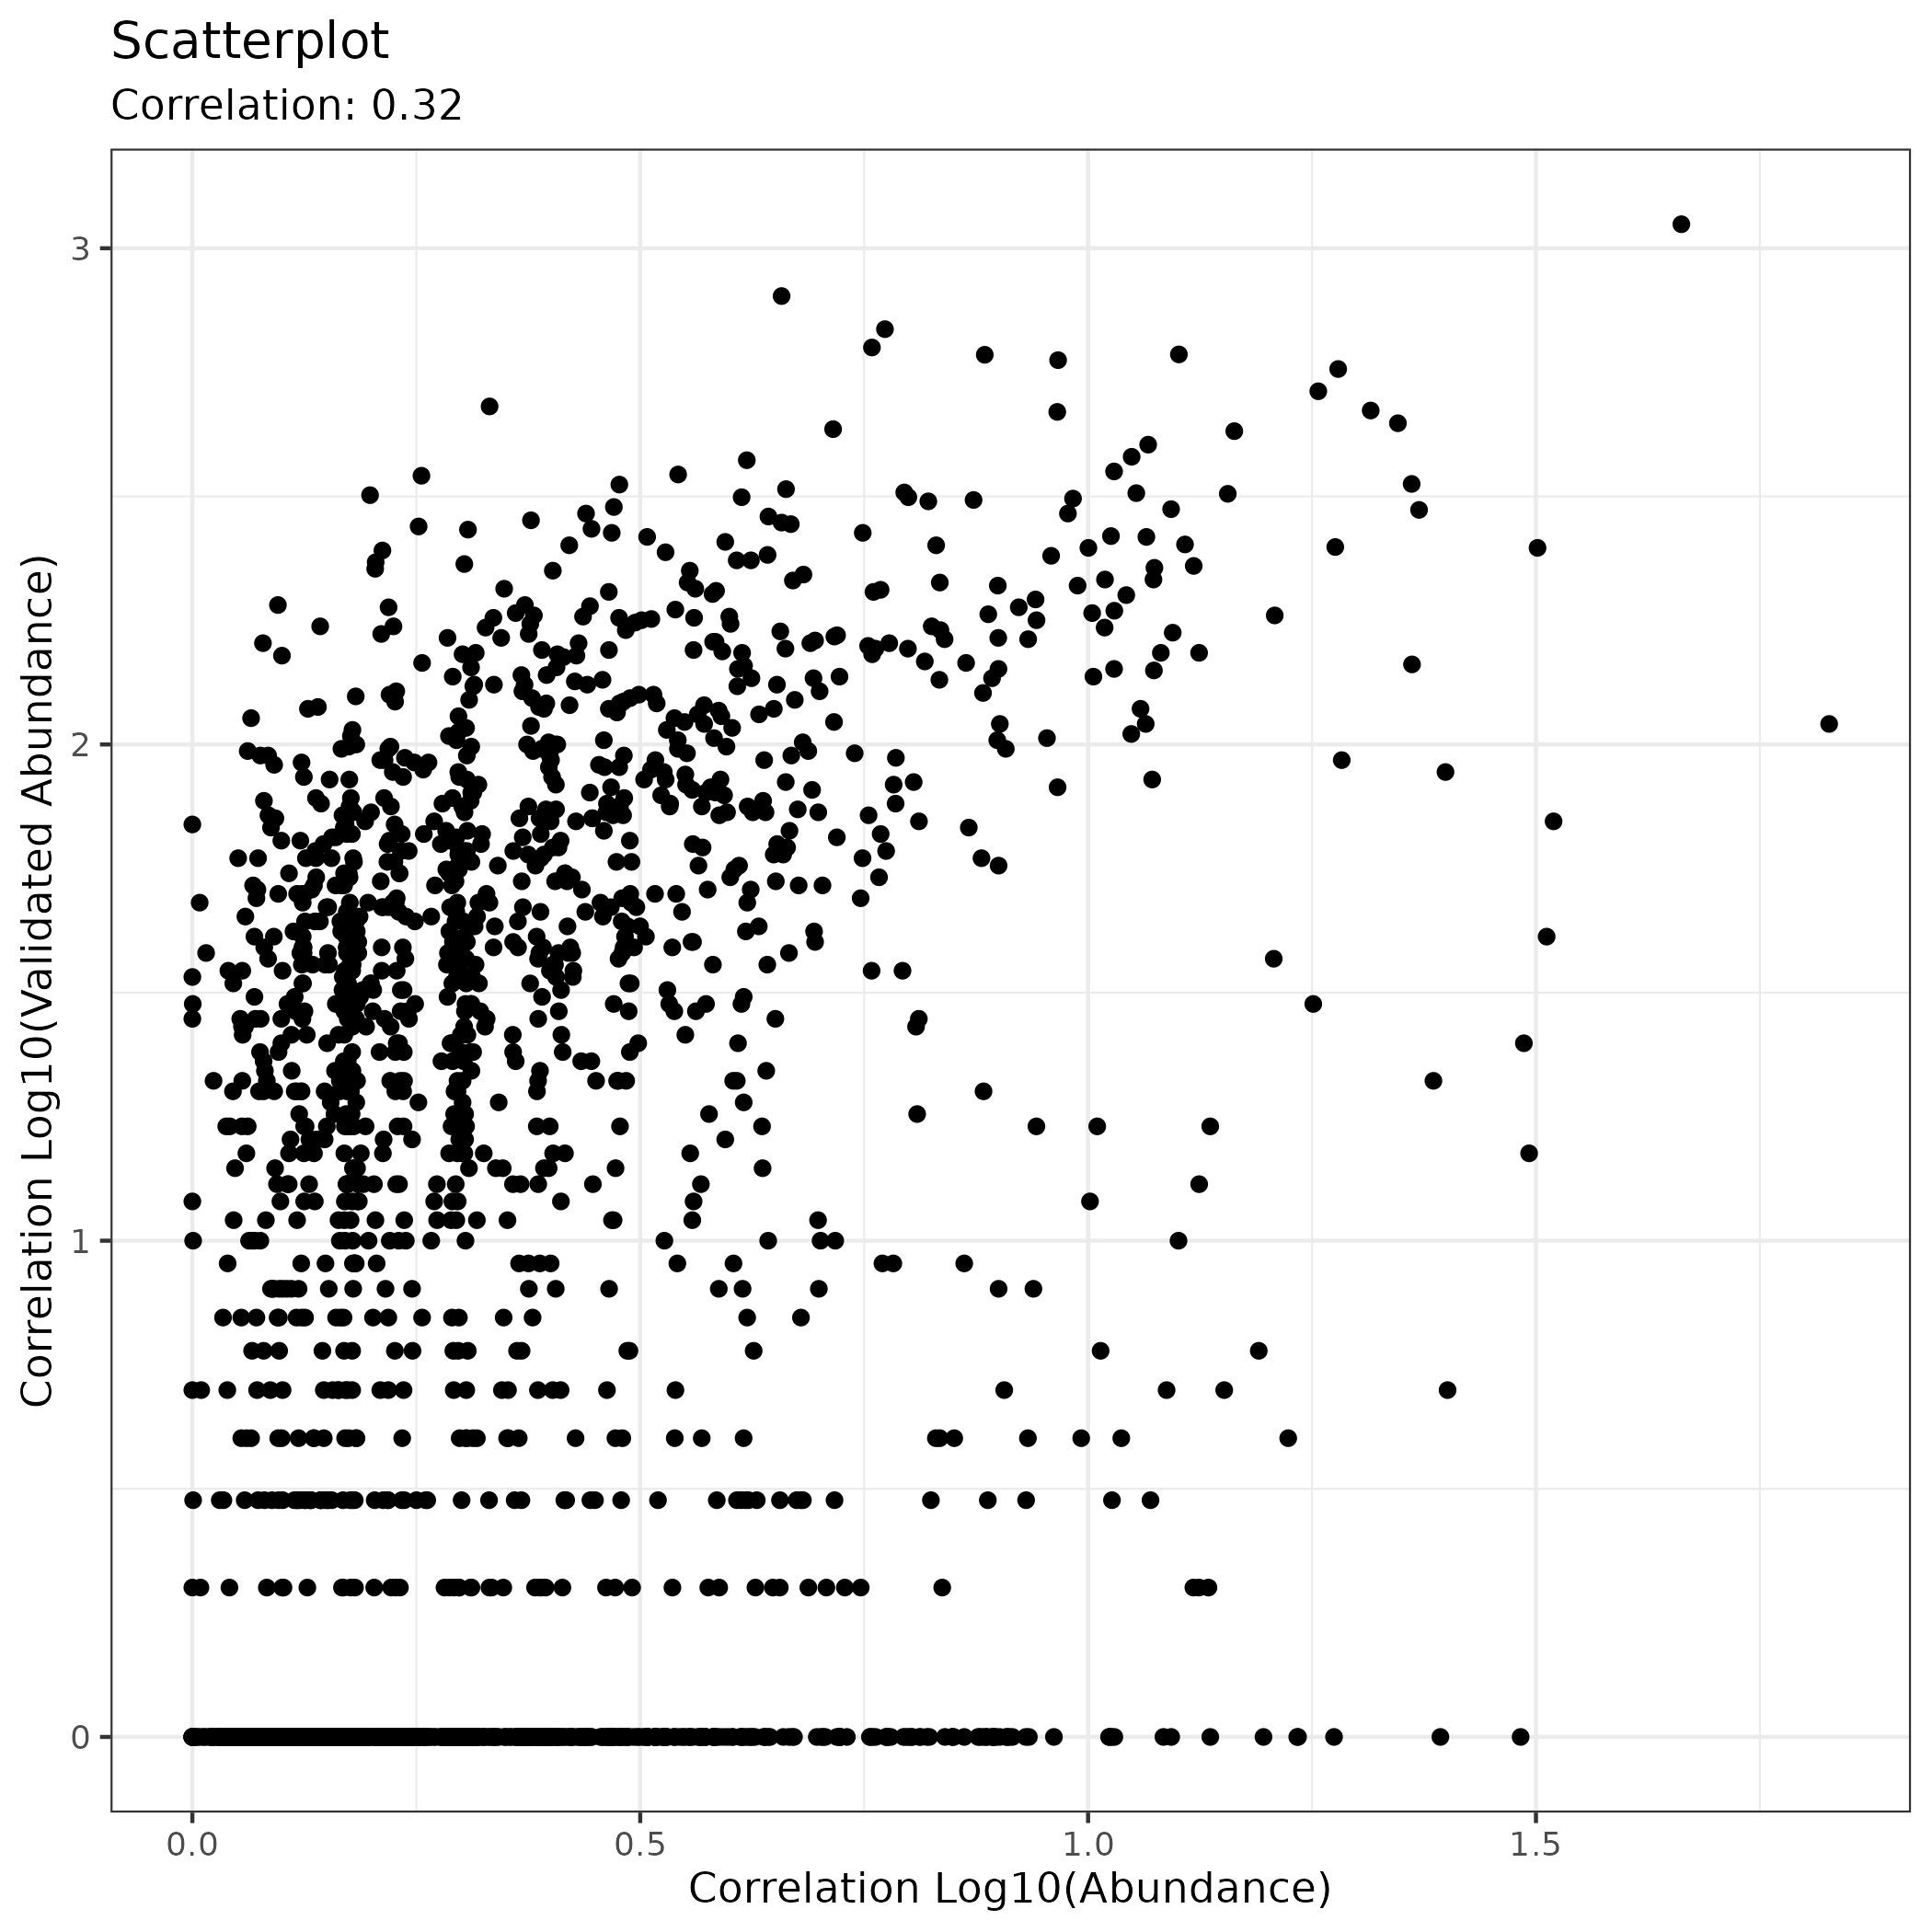 Scatterplot
Correlation: 0.32
Correlation Log10(Validated Abundance)
3
2
1
0
0.0 0.5 1.0 1.5
Correlation Log10(Abundance)